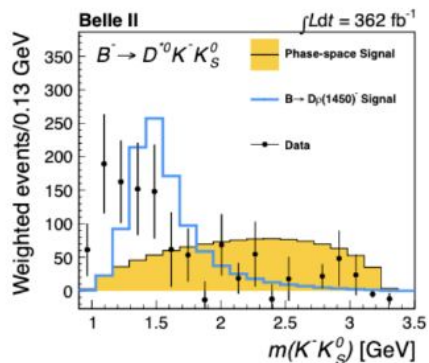 Belle II ∫Ldt = 362 fb⁻¹
B⁻ → D*⁰K⁻K⁰S
Phase-space Signal
B→ Dρ(1450)⁻ Signal
Data
Weighted events/0.13 GeV
350
300
250
200
150
100
50
0
1 1.5 2 2.5 3 3.5
m(K⁻K⁰S) [GeV]